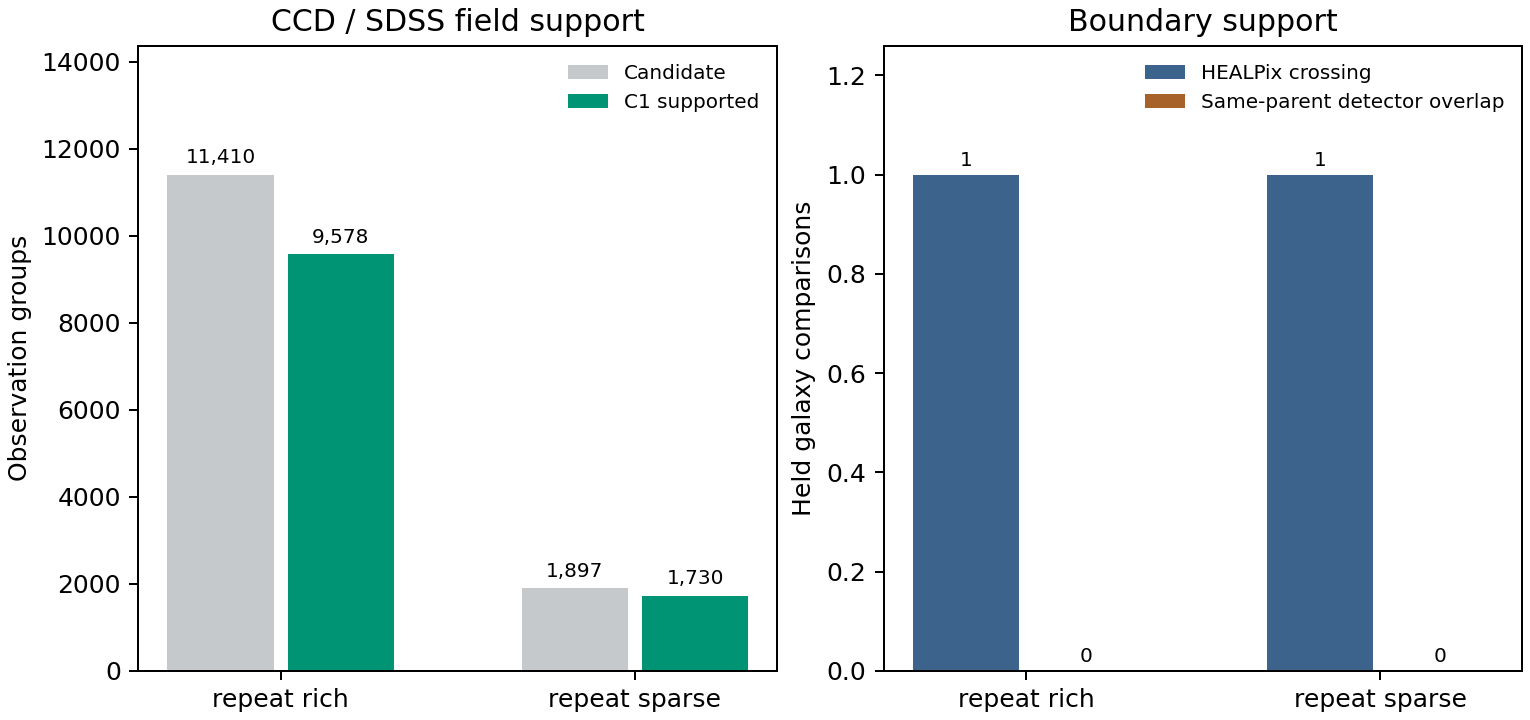 CCD / SDSS field support
Observation groups
14000
12000
10000
8000
6000
4000
2000
0
Candidate
C1 supported
11,410
9,578
1,897
1,730
repeat rich
repeat sparse
Boundary support
Held galaxy comparisons
1.2
1.0
0.8
0.6
0.4
0.2
0.0
HEALPix crossing
Same-parent detector overlap
1
0
1
0
repeat rich
repeat sparse